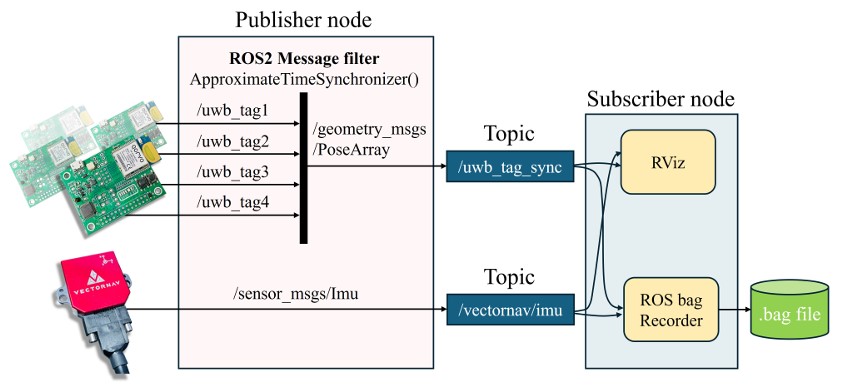 Publisher node
ROS2 Message filter
ApproximateTimeSynchronizer()
/uwb_tag1
/uwb_tag2
/uwb_tag3
/uwb_tag4
/geometry_msgs
/PoseArray
Topic
/uwb_tag_sync
Subscriber node
RViz
VECTORNAV
/sensor_msgs/Imu
Topic
/vectornav/imu
ROS bag
Recorder
.bag file